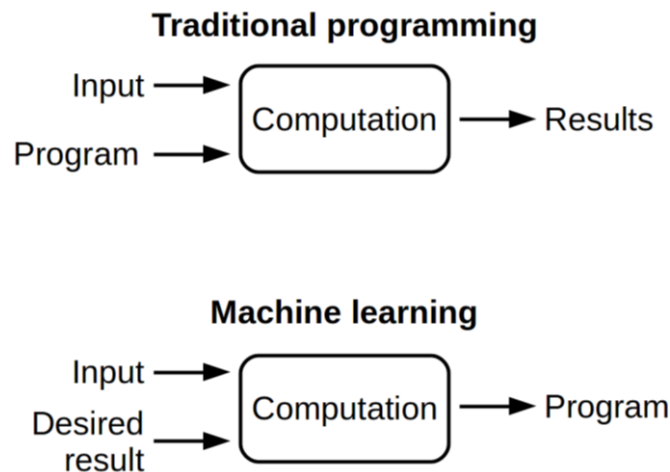 Traditional programming
Input
Computation
Results
Program
Machine learning
Input
Computation
Program
Desired
result